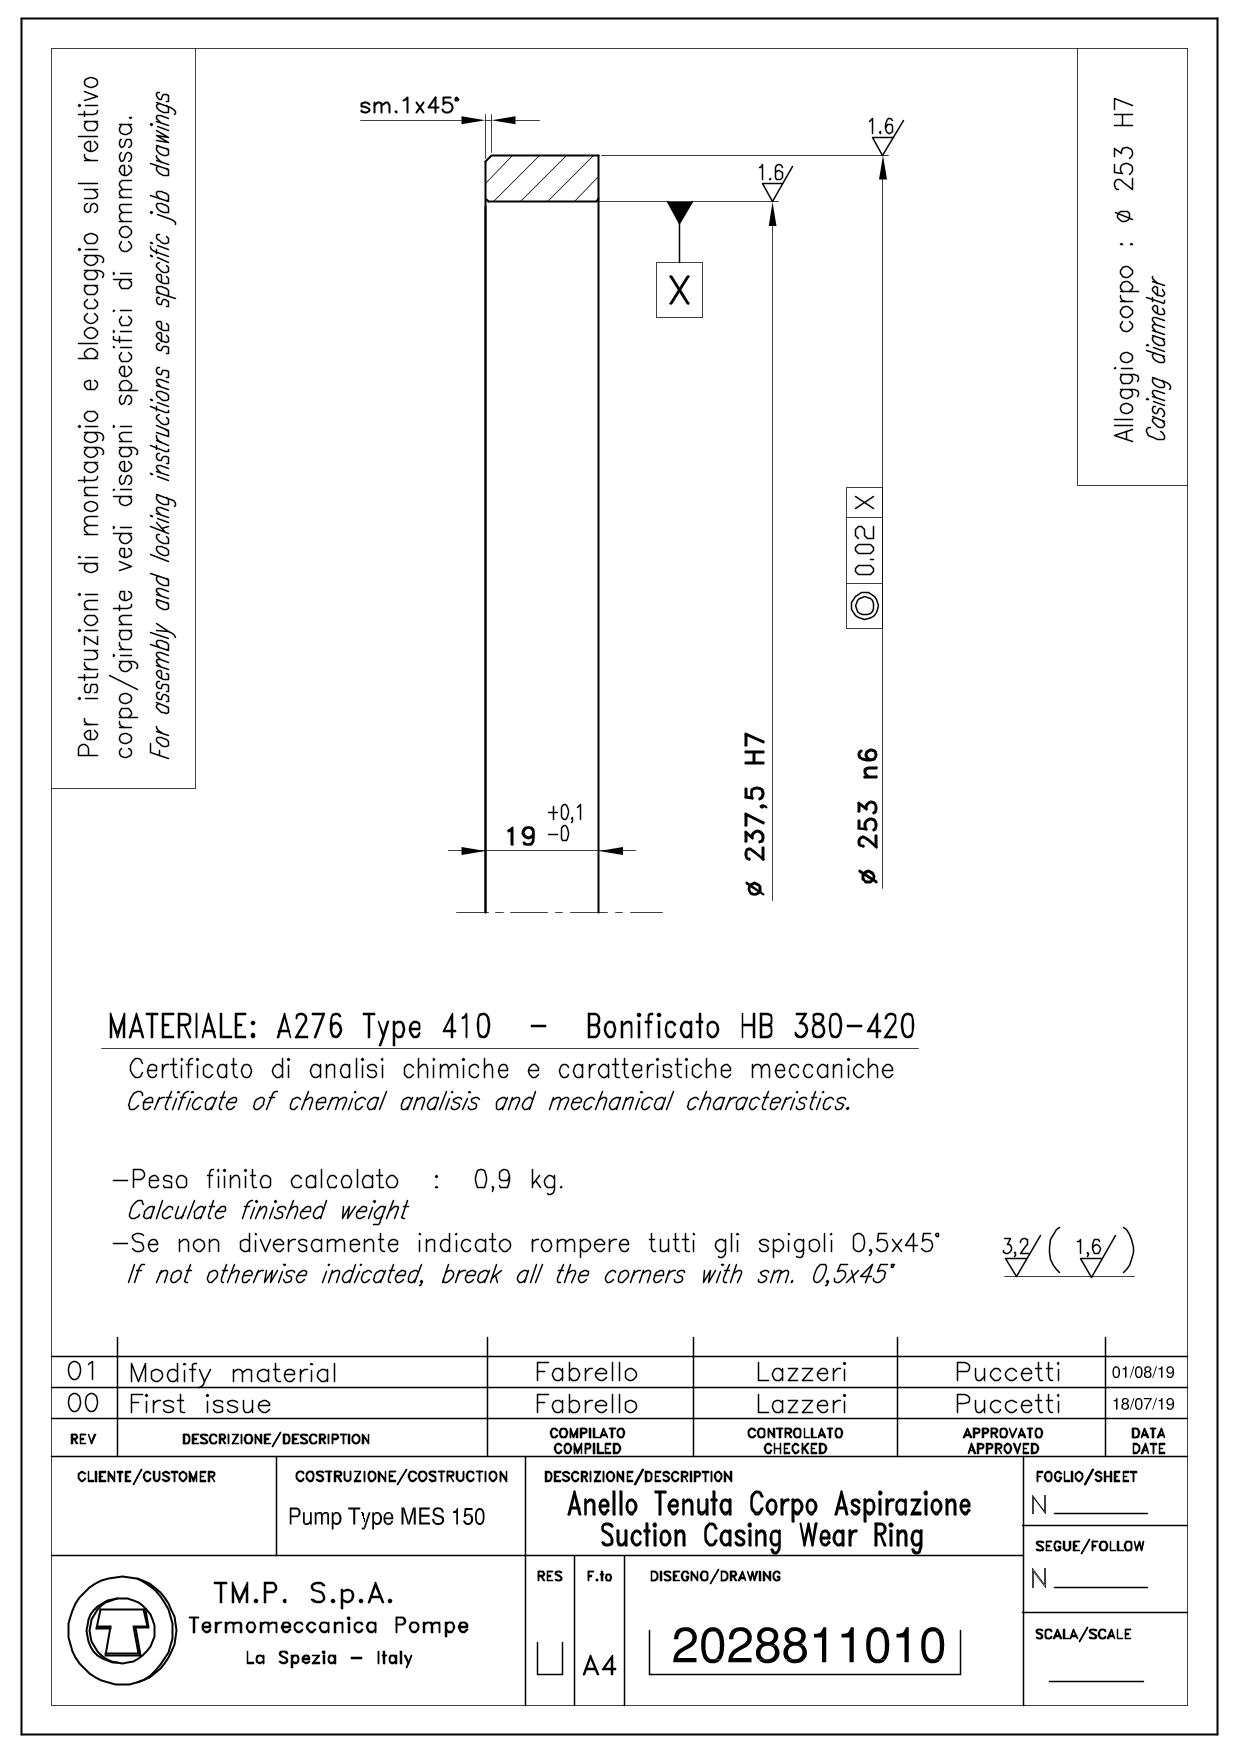 Per istruzioni di montaggio e bloccaggio sul relativo
corpo/girante vedi disegni specifici di commessa.
For assembly and locking instructions see specific job drawings
sm.1x45°
1.6
1.6
X
Alloggio corpo : ø 253 H7
Casing diameter
◎ 0.02 X
ø 237,5 H7
ø 253 n6
19 +0,1
-0
MATERIALE: A276 Type 410 - Bonificato HB 380-420
Certificato di analisi chimiche e caratteristiche meccaniche
Certificate of chemical analisis and mechanical characteristics.
-Peso fiinito calcolato : 0,9 kg.
Calculate finished weight
-Se non diversamente indicato rompere tutti gli spigoli 0,5x45°
If not otherwise indicated, break all the corners with sm. 0,5x45°
3,2 ( 1,6 )
01 Modify material Fabrello Lazzeri Puccetti 01/08/19
00 First issue Fabrello Lazzeri Puccetti 18/07/19
REV DESCRIZIONE/DESCRIPTION COMPILATO CONTROLLATO APPROVATO DATA
COMPILED CHECKED APPROVED DATE
CLIENTE/CUSTOMER
COSTRUZIONE/COSTRUCTION
Pump Type MES 150
DESCRIZIONE/DESCRIPTION
Anello Tenuta Corpo Aspirazione
Suction Casing Wear Ring
FOGLIO/SHEET
N
SEGUE/FOLLOW
N
SCALA/SCALE
TM.P. S.p.A.
Termomeccanica Pompe
La Spezia - Italy
RES
F.to
A4
DISEGNO/DRAWING
2028811010